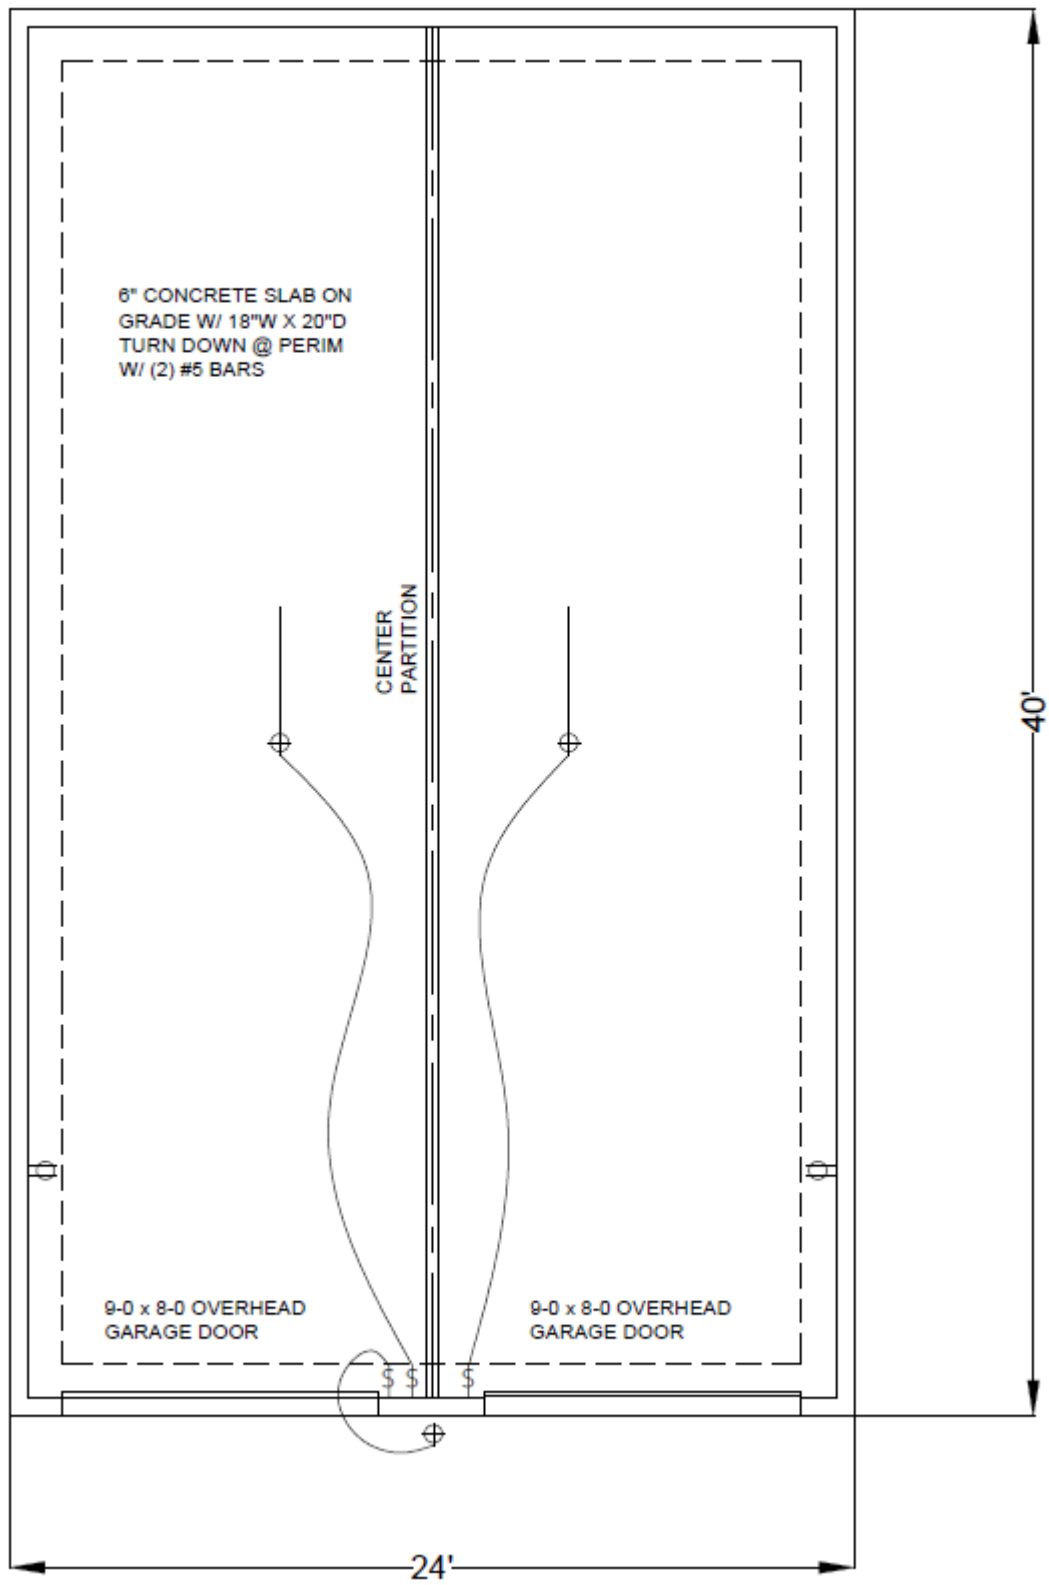 6" CONCRETE SLAB ON
GRADE W/ 18"W X 20"D
TURN DOWN @ PERIM
W/ (2) #5 BARS
CENTER
PARTITION
40'
9-0 x 8-0 OVERHEAD
GARAGE DOOR
9-0 x 8-0 OVERHEAD
GARAGE DOOR
$ $ $
24'